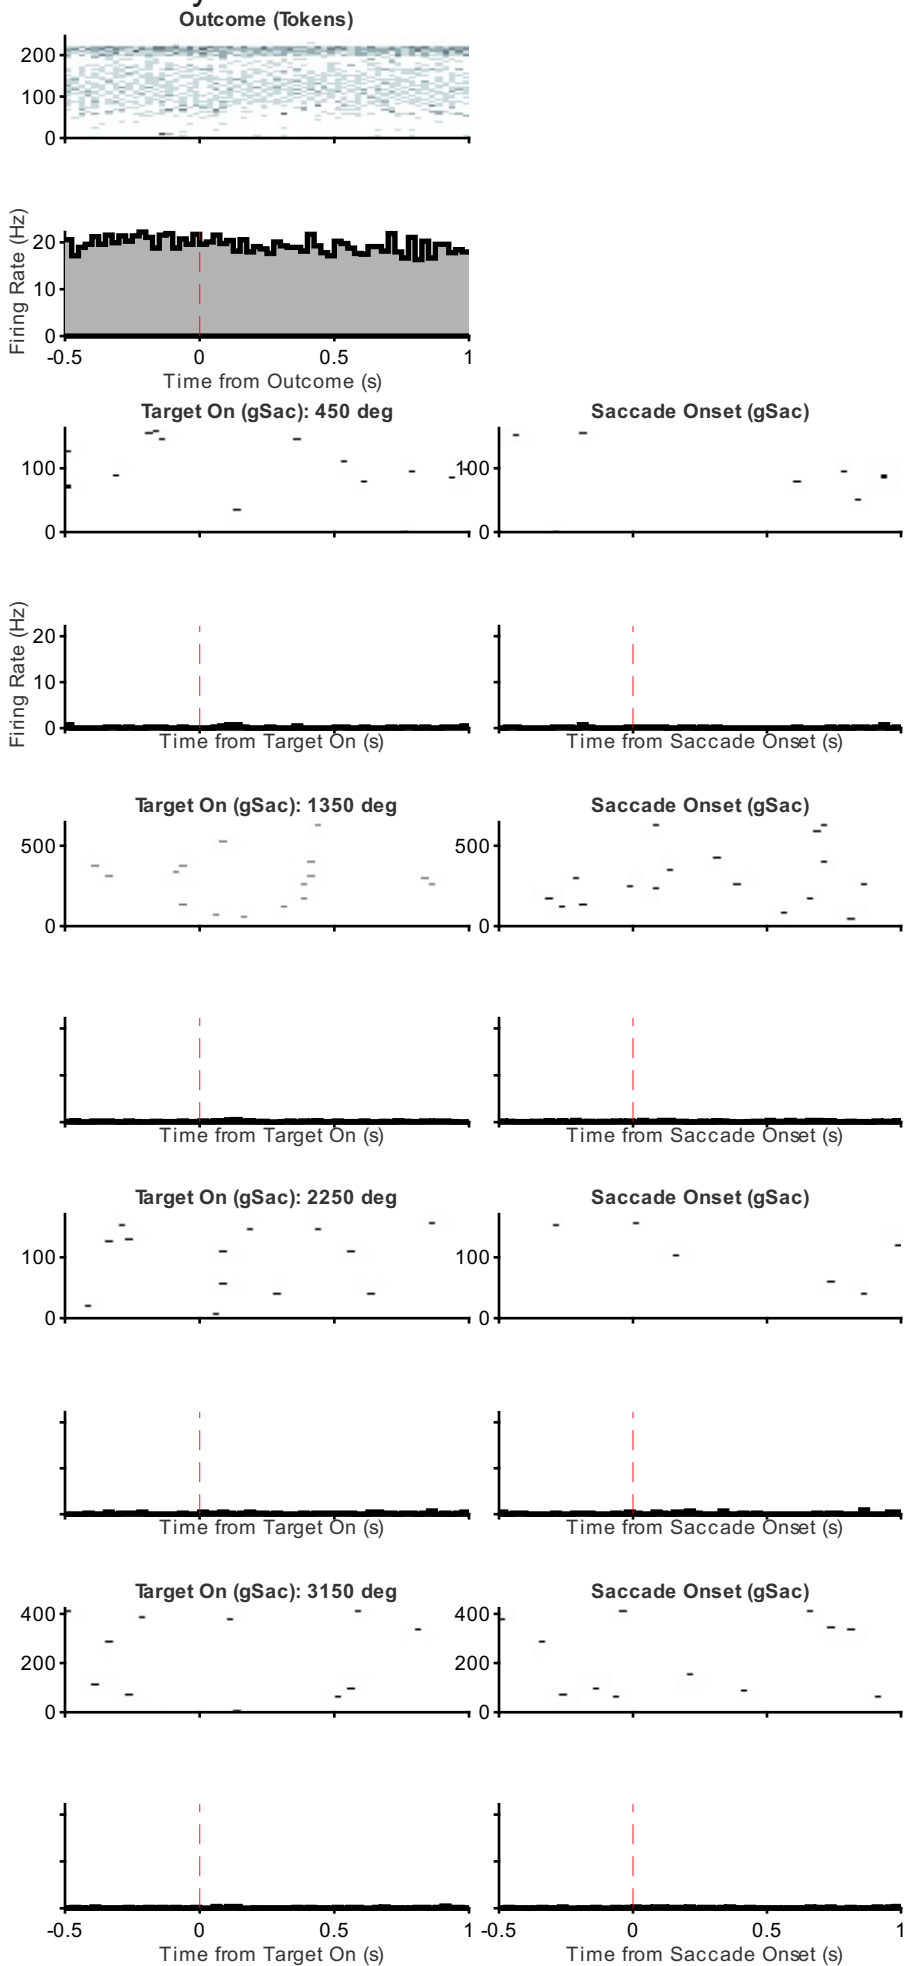 Outcome (Tokens)
200
100
0
Firing Rate (Hz)
20
10
0
-0.5 0 0.5 1
Time from Outcome (s)
Target On (gSac): 450 deg Saccade Onset (gSac)
100 100
0 0
Firing Rate (Hz)
20
10
0
Time from Target On (s) Time from Saccade Onset (s)
Target On (gSac): 1350 deg Saccade Onset (gSac)
500 500
0 0
Time from Target On (s) Time from Saccade Onset (s)
Target On (gSac): 2250 deg Saccade Onset (gSac)
100 100
0 0
Time from Target On (s) Time from Saccade Onset (s)
Target On (gSac): 3150 deg Saccade Onset (gSac)
400 400
200 200
0 0
-0.5 0 0.5 1 -0.5 0 0.5 1
Time from Target On (s) Time from Saccade Onset (s)